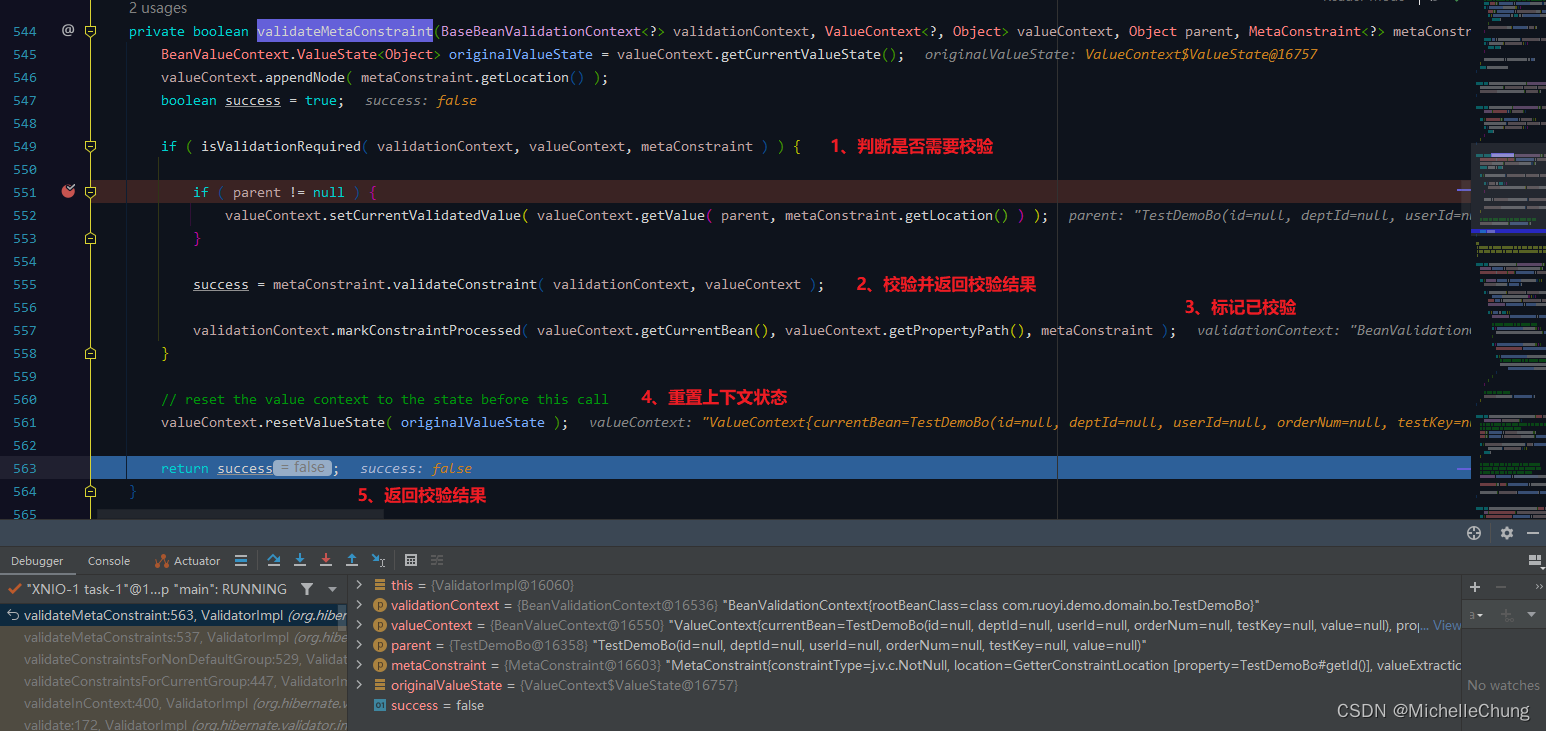 2 usages
544 @ private boolean validateMetaConstraint(BaseBeanValidationContext<?> validationContext, ValueContext<?, Object> valueContext, Object parent, MetaConstraint<?> metaConstr
545 BeanValueContext.ValueState<Object> originalValueState = valueContext.getCurrentValueState(); originalValueState: ValueContext$ValueState@16757
546 valueContext.appendNode( metaConstraint.getLocation() );
547 boolean success = true; success: false
548
549 if ( isValidationRequired( validationContext, valueContext, metaConstraint ) ) { 1、判断是否需要校验
550
551 if ( parent != null ) {
552 valueContext.setCurrentValidatedValue( valueContext.getValue( parent, metaConstraint.getLocation() ) ); parent: "TestDemoBo(id=null, deptId=null, userId=n
553 }
554
555 success = metaConstraint.validateConstraint( validationContext, valueContext ); 2、校验并返回校验结果
556 3、标记已校验
557 validationContext.markConstraintProcessed( valueContext.getCurrentBean(), valueContext.getPropertyPath(), metaConstraint ); validationContext: "BeanValidation
558 }
559
560 // reset the value context to the state before this call 4、重置上下文状态
561 valueContext.resetValueState( originalValueState ); valueContext: "ValueContext{currentBean=TestDemoBo(id=null, deptId=null, userId=null, orderNum=null, testKey=n
562
563 return success = false ; success: false
564 }
5、返回校验结果
565
Debugger Console Actuator
"XNIO-1 task-1"@1...p "main": RUNNING
validateMetaConstraint:563, ValidatorImpl (org.hiber
validateMetaConstraints:537, ValidatorImpl (org.hibe
validateConstraintsForNonDefaultGroup:529, Validat
validateConstraintsForCurrentGroup:447, ValidatorIm
validateInContext:400, ValidatorImpl (org.hibernate.v
validate:172, ValidatorImpl (org.hibernate.validator.in
this = {ValidatorImpl@16060}
validationContext = {BeanValidationContext@16536} "BeanValidationContext{rootBeanClass=class com.ruoyi.demo.domain.bo.TestDemoBo}"
valueContext = {BeanValueContext@16550} "ValueContext{currentBean=TestDemoBo(id=null, deptId=null, userId=null, orderNum=null, testKey=null, value=null), pro... View
parent = {TestDemoBo@16358} "TestDemoBo(id=null, deptId=null, userId=null, orderNum=null, testKey=null, value=null)"
metaConstraint = {MetaConstraint@16603} "MetaConstraint{constraintType=j.v.c.NotNull, location=GetterConstraintLocation [property=TestDemoBo#getId()], valueExtractio
originalValueState = {ValueContext$ValueState@16757}
success = false
No watches
CSDN @MichelleChung